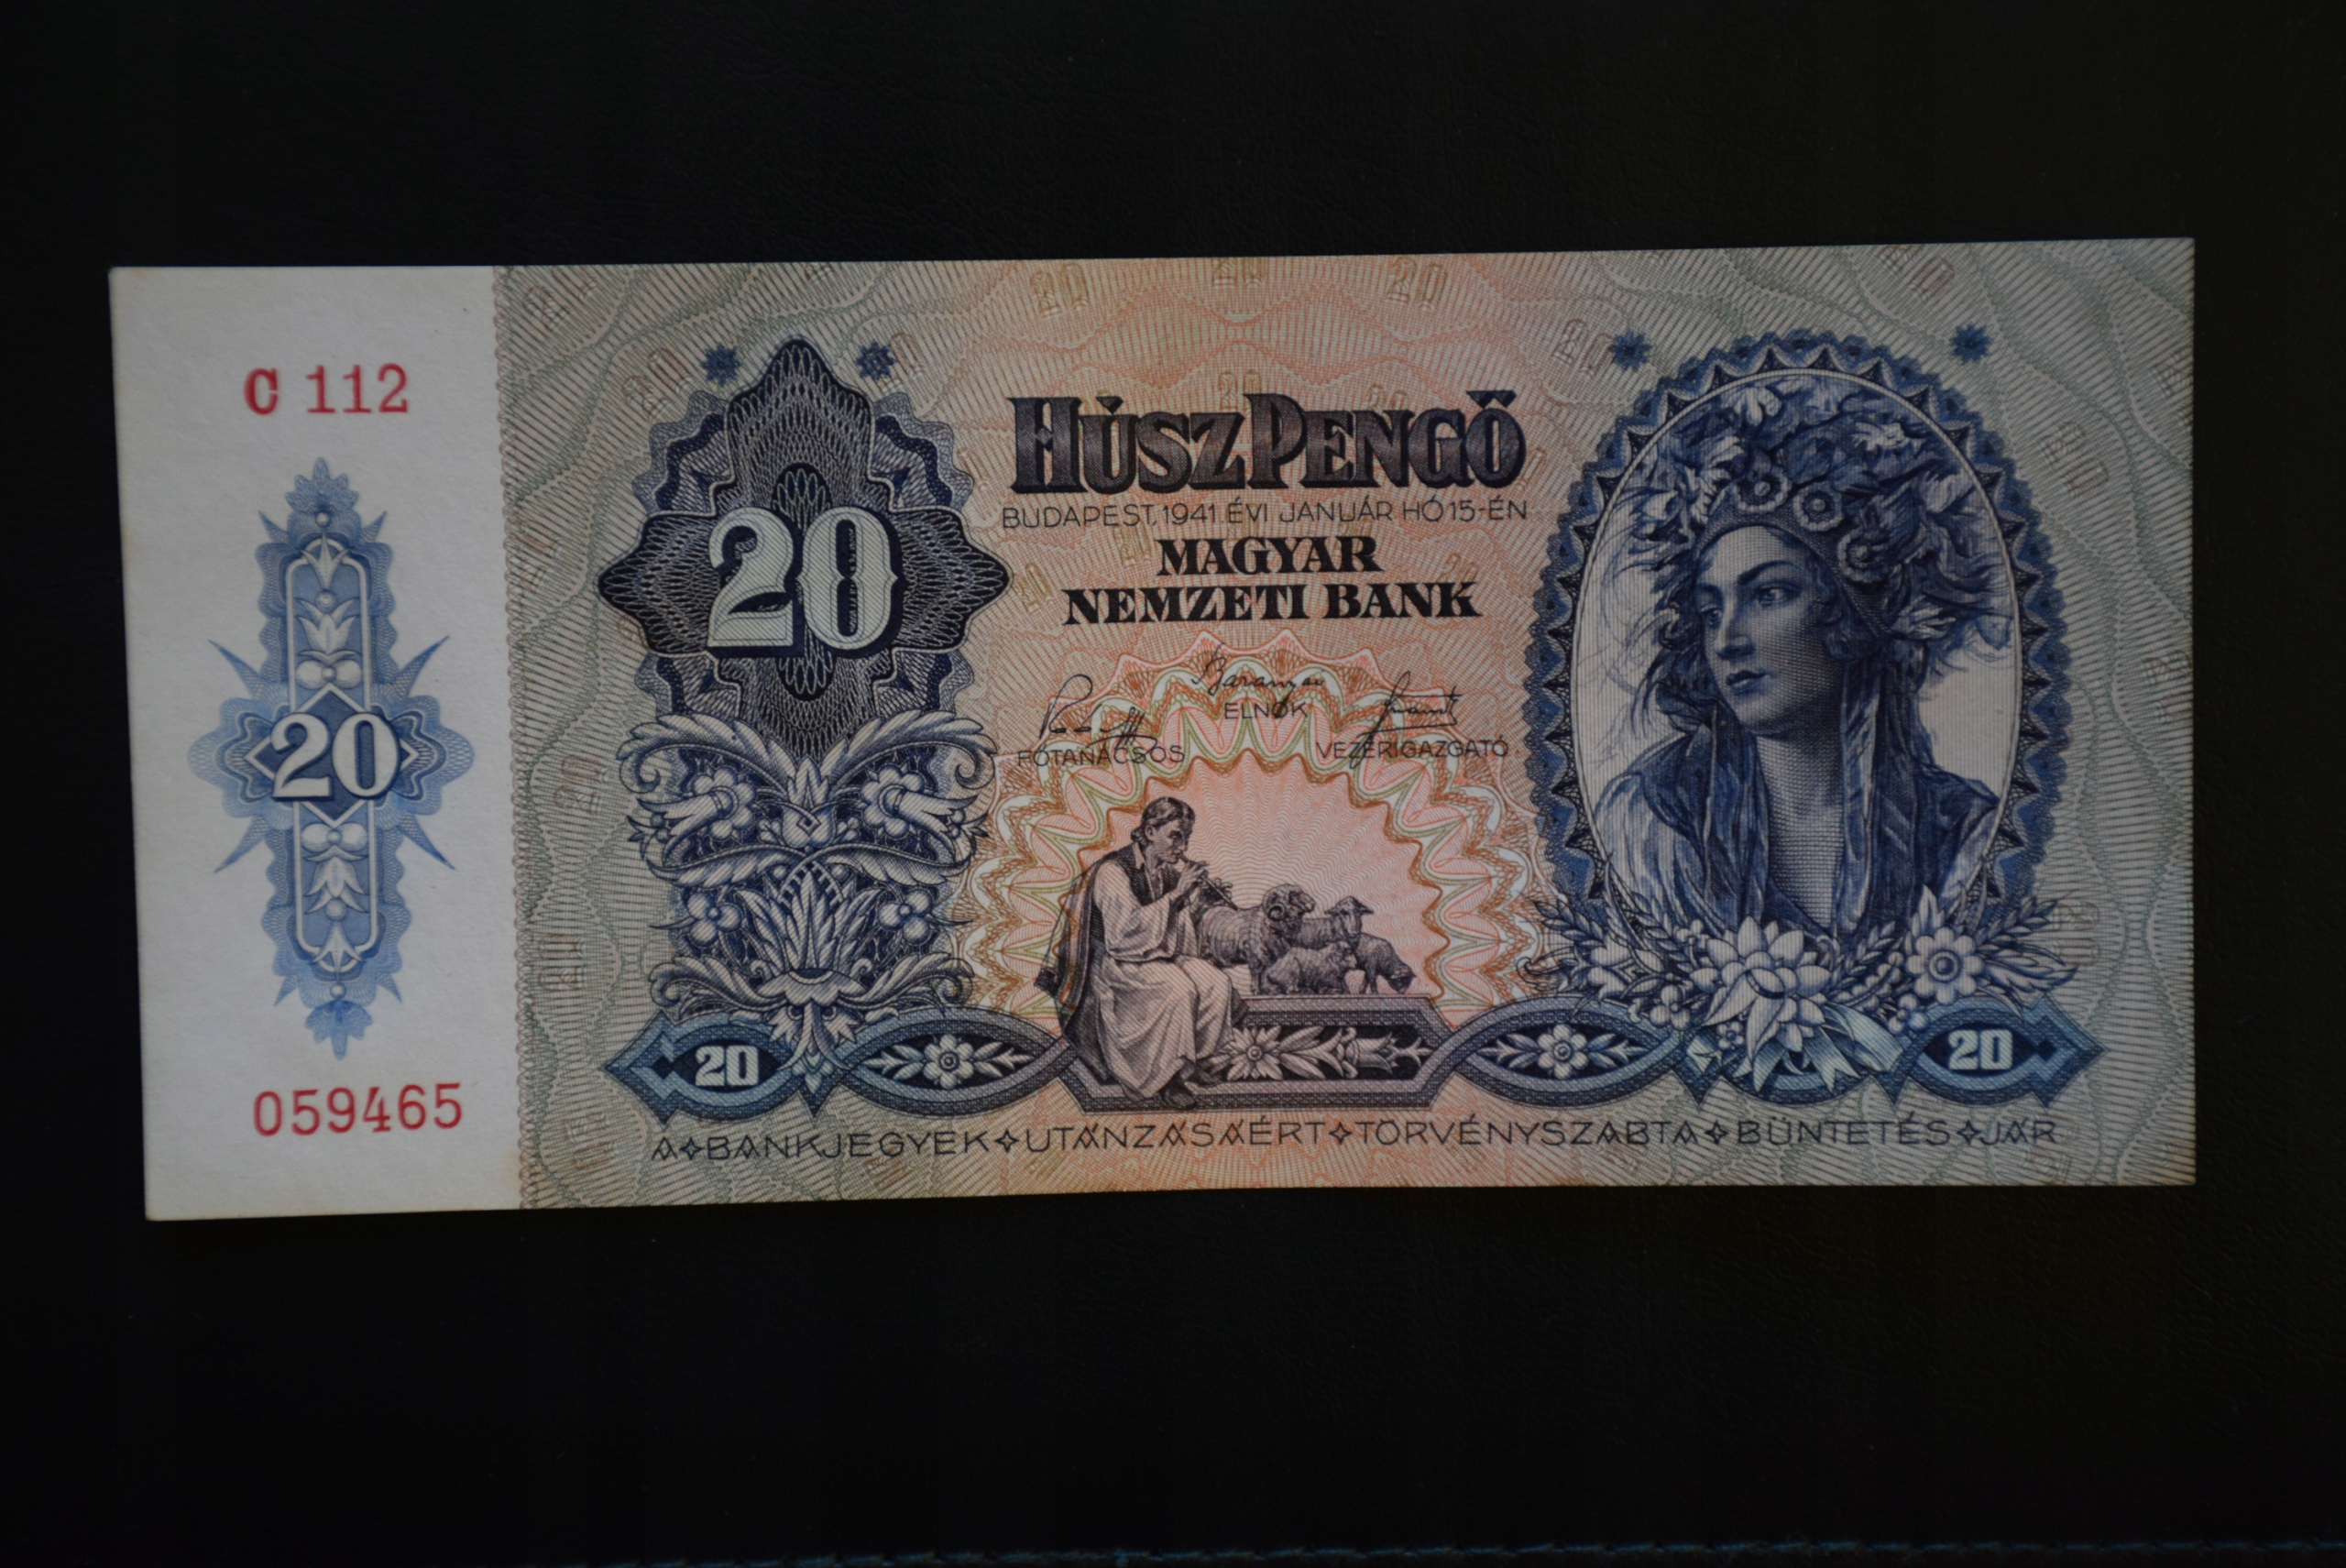 C 112
20
059465
20
HÚSZ PENGŐ
BUDAPEST, 1941. ÉVI JANUÁR HÓ 15-ÉN
MAGYAR
NEMZETI BANK
Baranyai
ELNÖK
FŐTANÁCSOS
VEZÉRIGAZGATÓ
20
20
A BANKJEGYEK UTÁNZÁSÁÉRT TÖRVÉNYSZABTA BÜNTETÉS JÁR